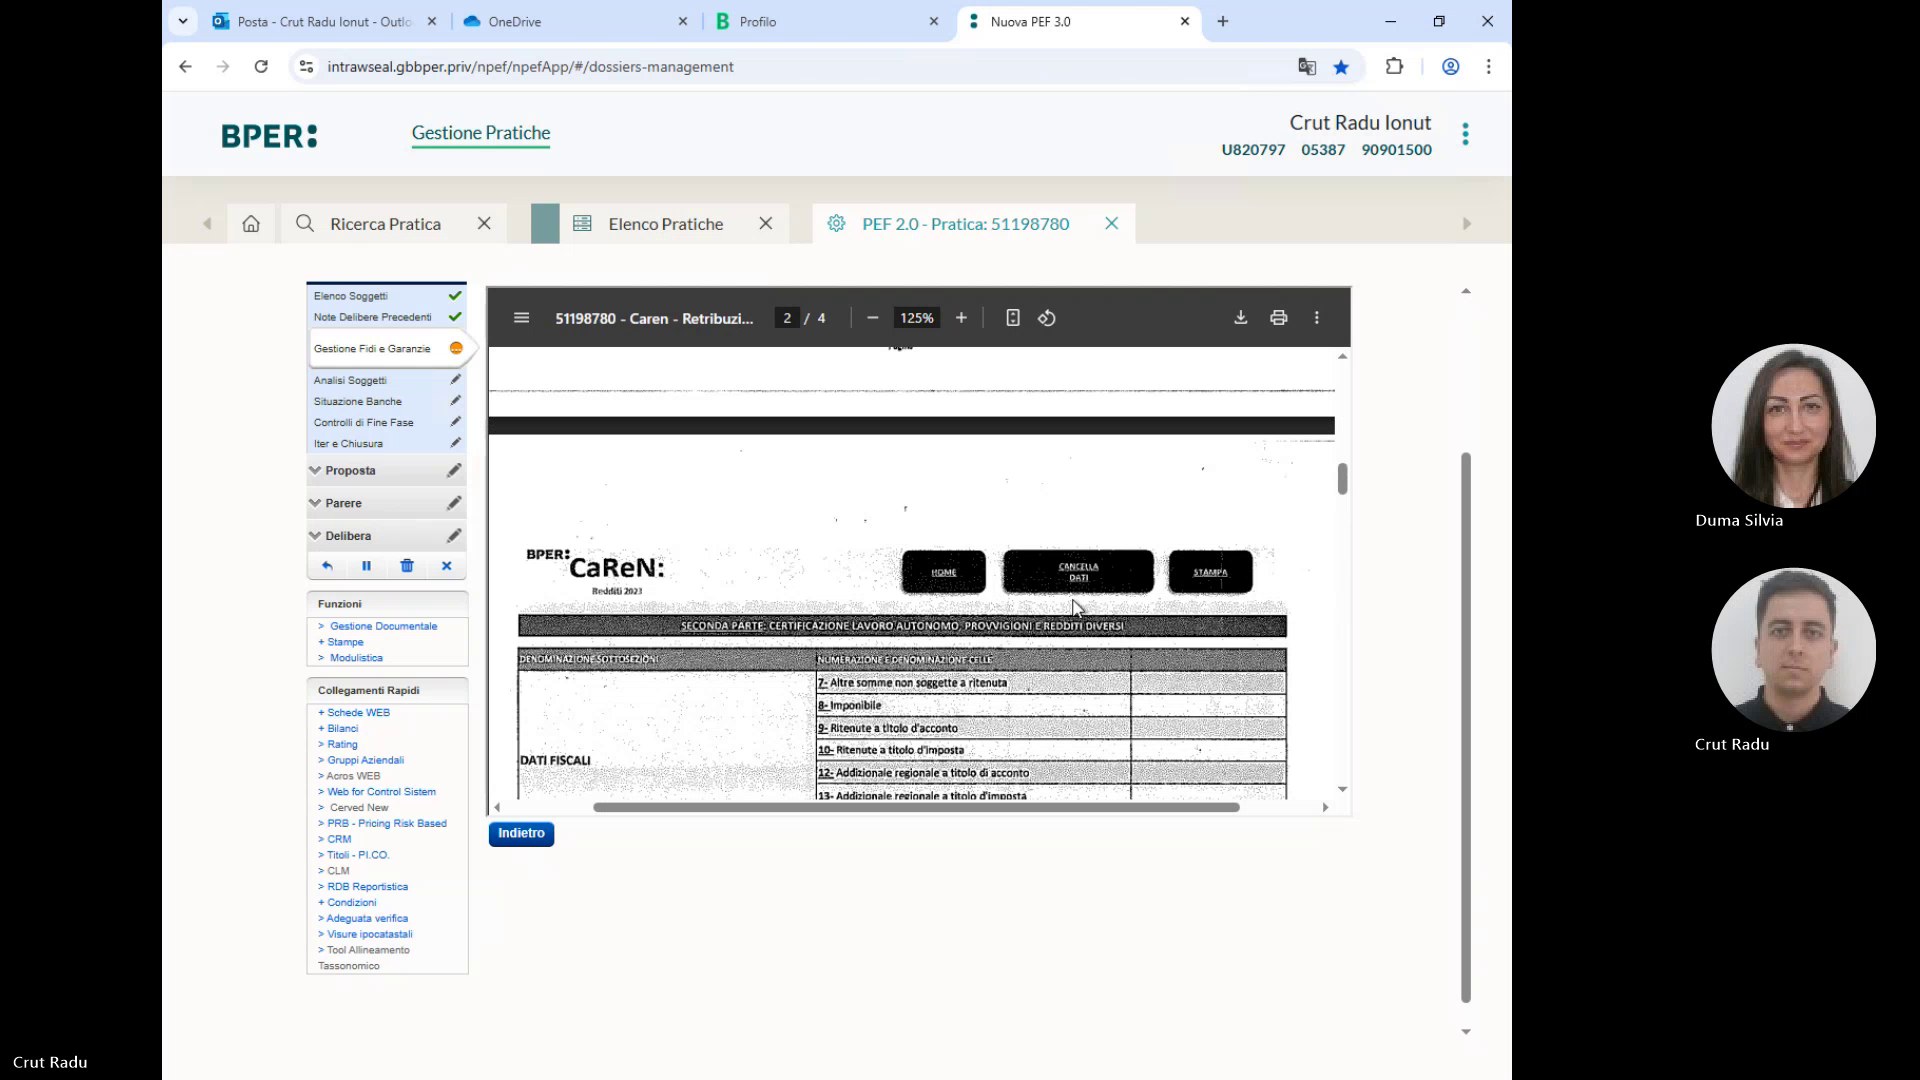 Posta - Crut Radu Ionut - Outlo
OneDrive
Profilo
Nuova PEF 3.0
intrawseal.gbbper.priv/npef/npefApp/#/dossiers-management
BPER:
Gestione Pratiche
Crut Radu Ionut
U820797 05387 90901500
Ricerca Pratica
Elenco Pratiche
PEF 2.0 - Pratica: 51198780
Elenco Soggetti
Note Delibere Precedenti
Gestione Fidi e Garanzie
Analisi Soggetti
Situazione Banche
Controlli di Fine Fase
Iter e Chiusura
Proposta
Parere
Delibera
Funzioni
> Gestione Documentale
+ Stampe
> Modulistica
Collegamenti Rapidi
+ Schede WEB
+ Bilanci
> Rating
> Gruppi Aziendali
> Acros WEB
> Web for Control Sistem
> Cerved New
> PRB - Pricing Risk Based
> CRM
> Titoli - PI.CO.
> CLM
> RDB Reportistica
+ Condizioni
> Adeguata verifica
> Visure ipocatastali
> Tool Allineamento
Tassonomico
51198780 - Caren - Retribuzi...
2 / 4
125%
BPER:
CaReN:
Redditi 2023
HOME
CANCELLA
DATI
STAMPA
SECONDA PARTE: CERTIFICAZIONE LAVORO AUTONOMO, PROVVIGIONI E REDDITI DIVERSI
DENOMINAZIONE SOTTOSEZIONI
NUMERAZIONE E DENOMINAZIONE CELLE
7- Altre somme non soggette a ritenuta
8- Imponibile
9- Ritenute a titolo d'acconto
10- Ritenute a titolo d'imposta
DATI FISCALI
12- Addizionale regionale a titolo di acconto
13- Addizionale regionale a titolo d'imposta
Indietro
Duma Silvia
Crut Radu
Crut Radu